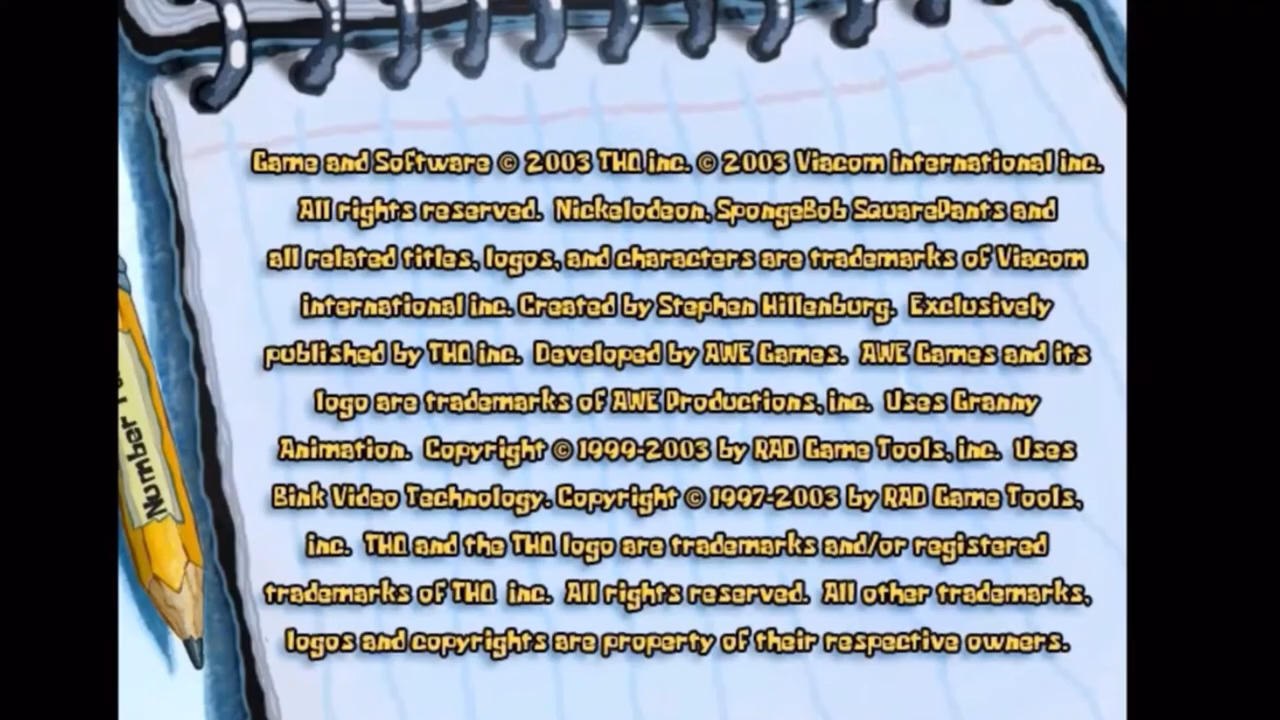 Game and Software © 2003 THQ inc. © 2003 Viacom international inc.
All rights reserved. Nickelodeon, SpongeBob SquarePants and
all related titles, logos, and characters are trademarks of Viacom
international inc. Created by Stephen Hillenburg. Exclusively
published by THQ inc. Developed by AWE Games. AWE Games and its
logo are trademarks of AWE Productions, inc. Uses Granny
Animation. Copyright © 1999-2003 by RAD Game Tools, inc. Uses
Bink Video Technology. Copyright © 1997-2003 by RAD Game Tools,
inc. THQ and the THQ logo are trademarks and/or registered
trademarks of THQ inc. All rights reserved. All other trademarks,
logos and copyrights are property of their respective owners.
Number